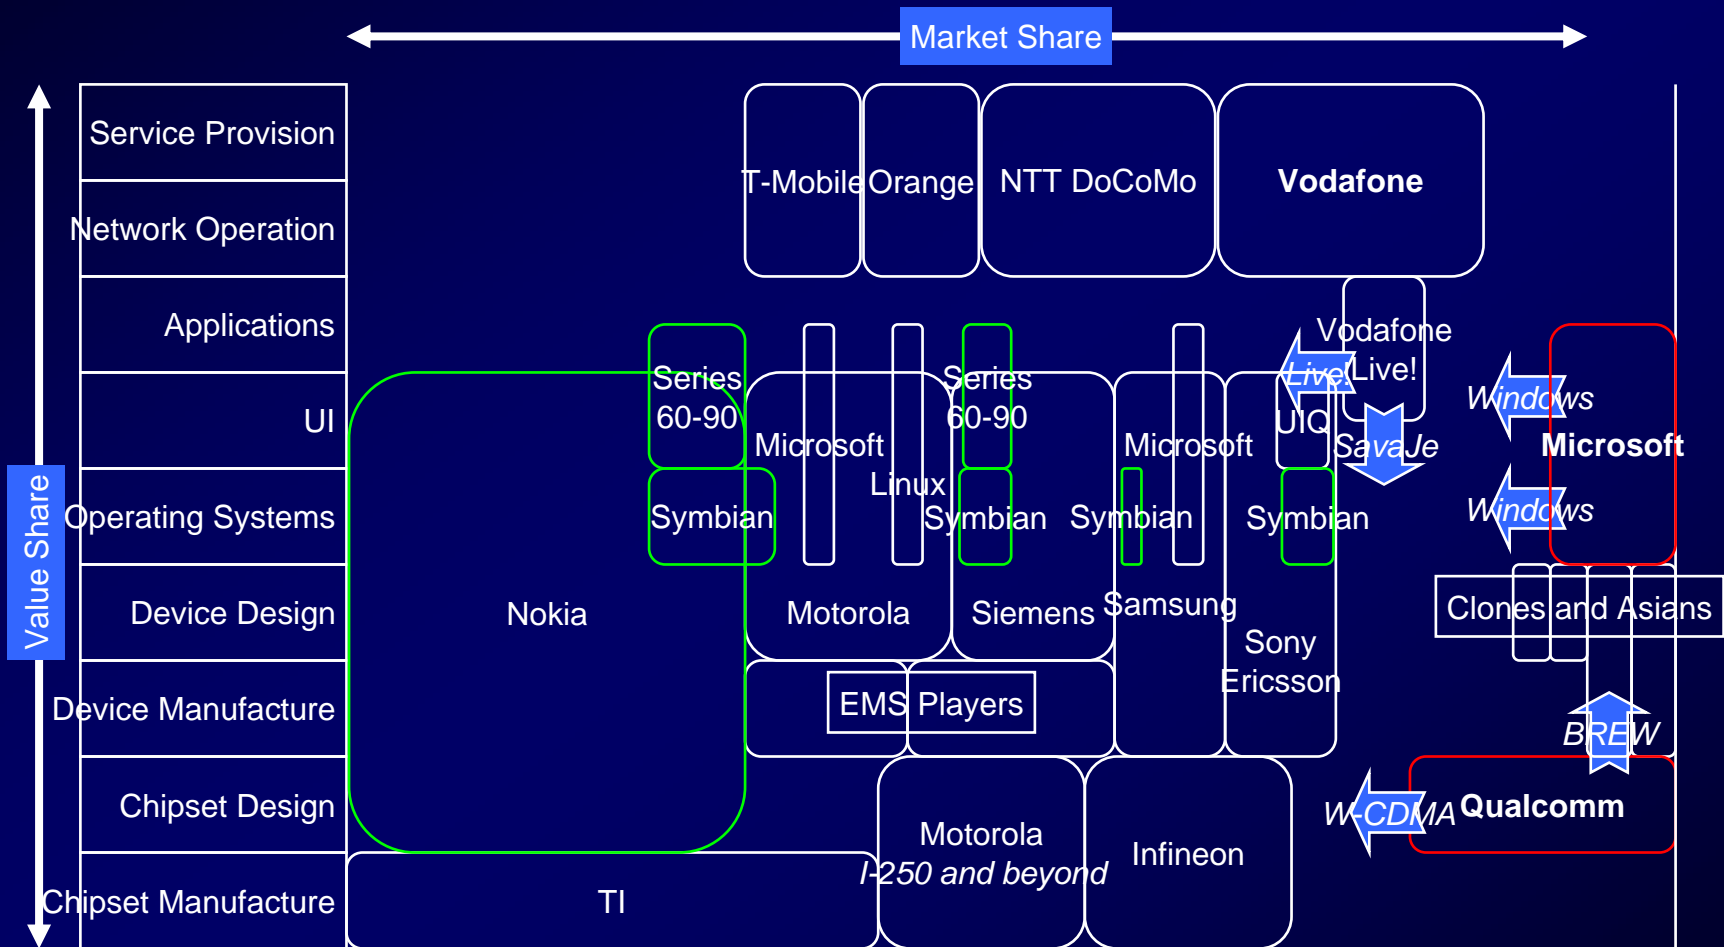 Market Share
Value Share
Service Provision
Network Operation
Applications
UI
Operating Systems
Device Design
Device Manufacture
Chipset Design
Chipset Manufacture
T-Mobile
Orange
NTT DoCoMo
Vodafone
Vodafone
Live!
Live!
SavaJe
Series
60-90
Symbian
Microsoft
Linux
Series
60-90
Symbian
Microsoft
Symbian
UIQ
Symbian
Windows
Microsoft
Windows
Nokia
Motorola
Siemens
Samsung
Sony
Ericsson
Clones and Asians
EMS Players
BREW
W-CDMA
Qualcomm
Motorola
I-250 and beyond
Infineon
TI